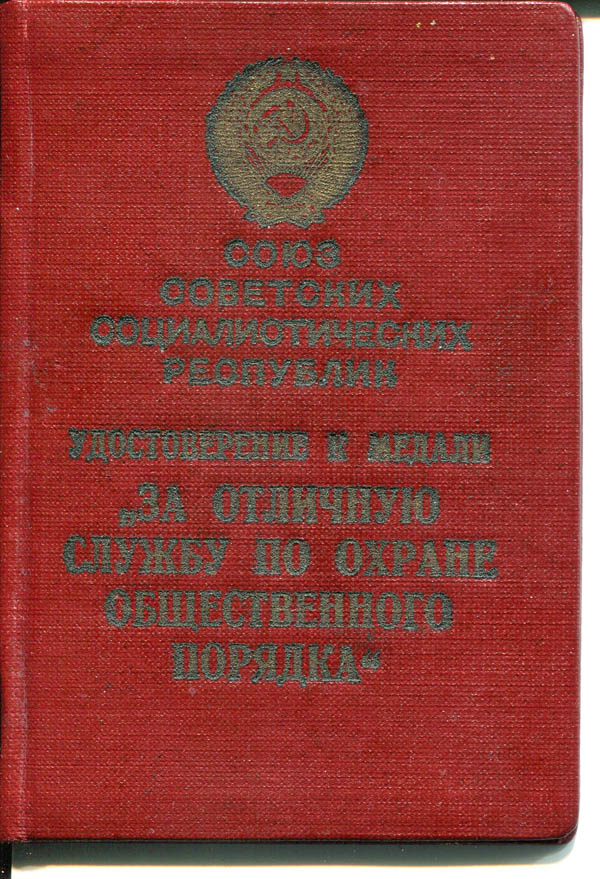 СОЮЗ
СОВЕТСКИХ
СОЦИАЛИСТИЧЕСКИХ
РЕСПУБЛИК
УДОСТОВЕРЕНИЕ К МЕДАЛИ
„ЗА ОТЛИЧНУЮ
СЛУЖБУ ПО ОХРАНЕ
ОБЩЕСТВЕННОГО
ПОРЯДКА“